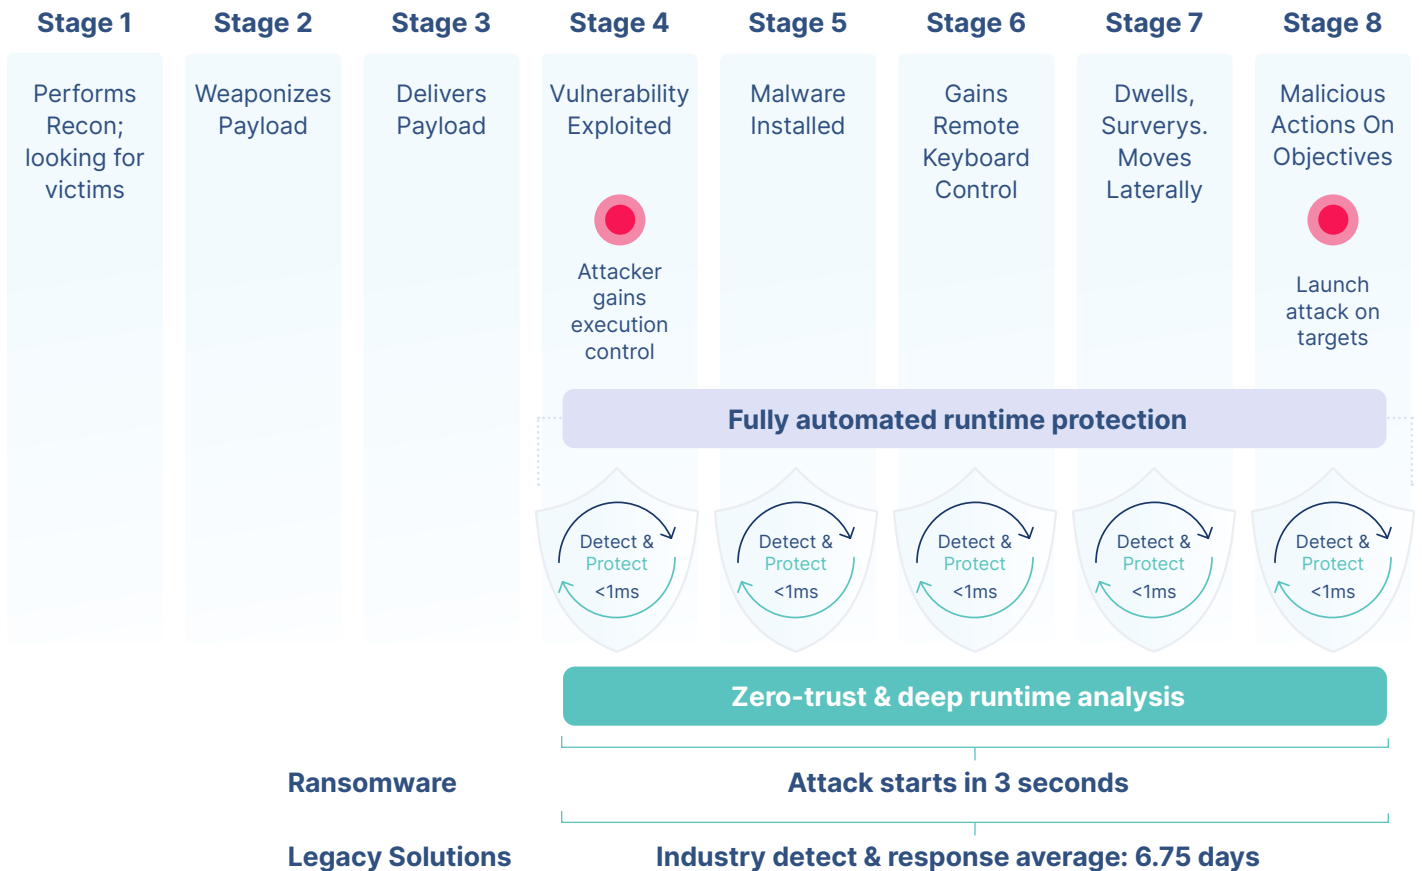 Stage 1
Stage 2
Stage 3
Stage 4
Stage 5
Stage 6
Stage 7
Stage 8
Performs
Recon;
looking for
victims
Weaponizes
Payload
Delivers
Payload
Vulnerability
Exploited
Attacker
gains
execution
control
Malware
Installed
Gains
Remote
Keyboard
Control
Dwells,
Surverys.
Moves
Laterally
Malicious
Actions On
Objectives
Launch
attack on
targets
Fully automated runtime protection
Detect &
Protect
<1ms
Detect &
Protect
<1ms
Detect &
Protect
<1ms
Detect &
Protect
<1ms
Detect &
Protect
<1ms
Zero-trust & deep runtime analysis
Ransomware
Attack starts in 3 seconds
Legacy Solutions
Industry detect & response average: 6.75 days